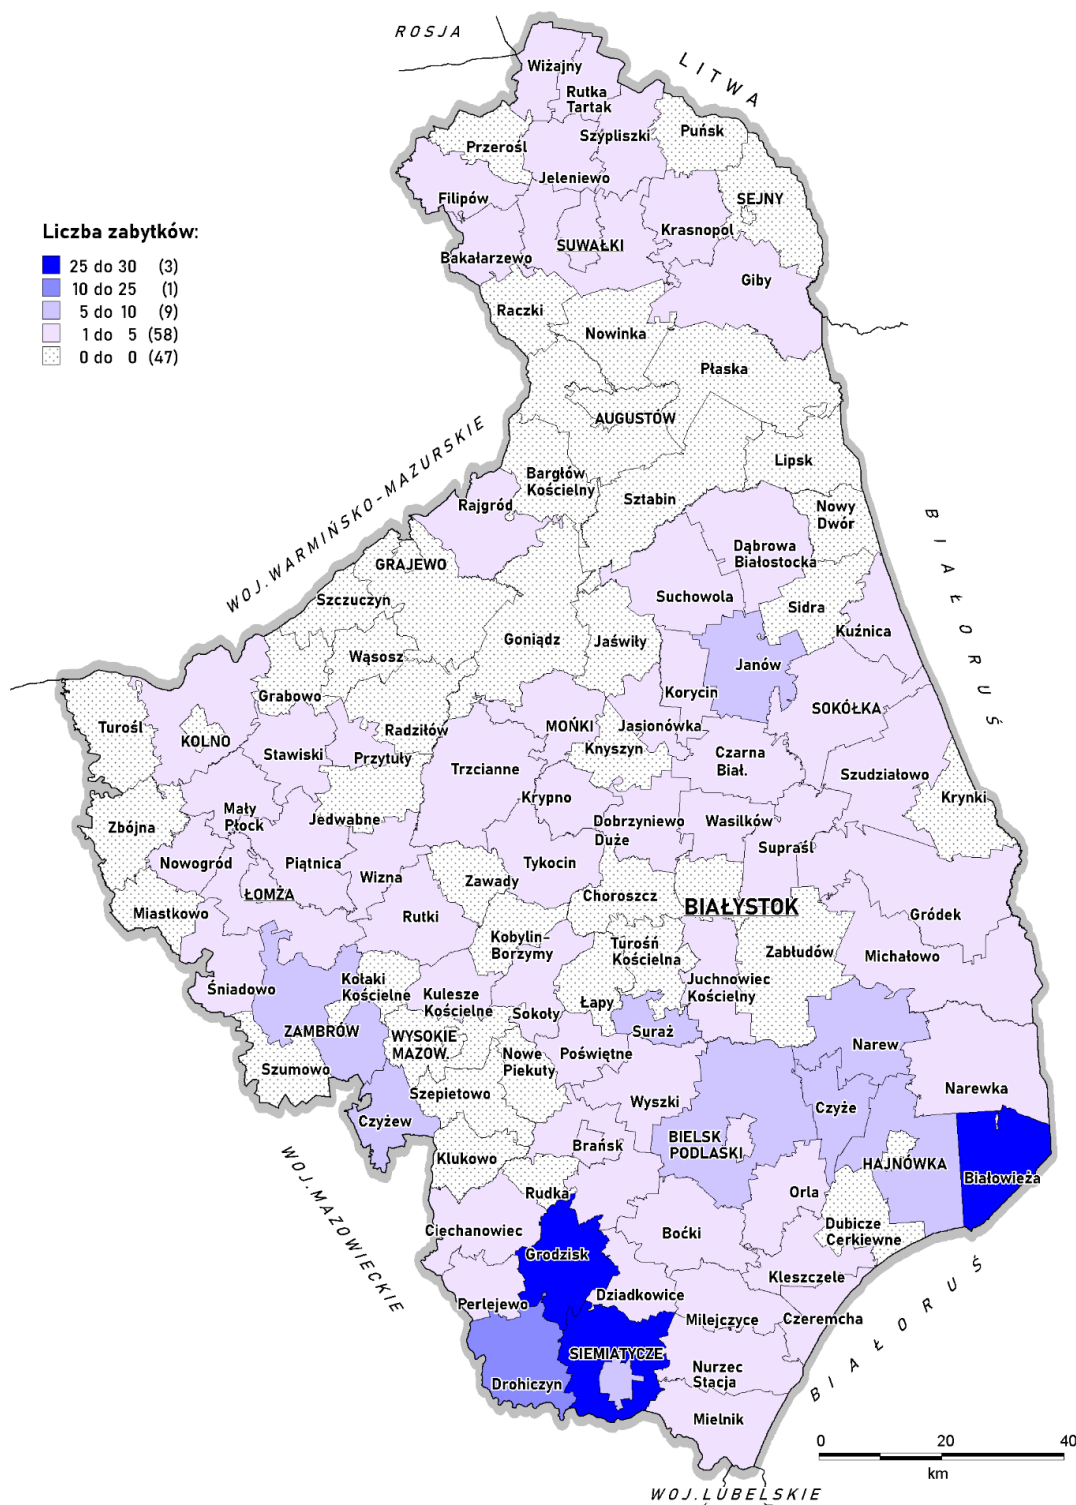 ROSJA
LITWA
Wiżajny
Rutka
Tartak
Szypliszki
Puńsk
Przerośl
Jeleniewo
Filipów
SEJNY
Krasnopol
SUWAŁKI
Bakałarzewo
Giby
Liczba zabytków:
25 do 30 (3)
10 do 25 (1)
5 do 10 (9)
1 do 5 (58)
0 do 0 (47)
Raczki
Nowinka
Płaska
AUGUSTÓW
WOJ.WARMIŃSKO-MAZURSKIE
Bargłów
Kościelny
Lipsk
Sztabin
Rajgród
Nowy
Dwór
BIAŁORUŚ
Dąbrowa
Białostocka
GRAJEWO
Szczuczyn
Suchowola
Sidra
Kuźnica
Goniądz
Jaświły
Wąsosz
Janów
Grabowo
Korycin
SOKÓŁKA
Turośl
KOLNO
Radziłów
MOŃKI
Jasionówka
Stawiski
Przytuły
Knyszyn
Czarna
Biał.
Trzcianne
Szudziałowo
Krynki
Krypno
Mały
Płock
Jedwabne
Zbójna
Dobrzyniewo
Duże
Wasilków
Supraśl
Nowogród
Piątnica
Wizna
Tykocin
Zawady
ŁOMŻA
Choroszcz
BIAŁYSTOK
Miastkowo
Rutki
Gródek
Kobylin-
Borzymy
Turośń
Kościelna
Zabłudów
Michałowo
Śniadowo
Kołaki
Kościelne
Kulesze
Kościelne
Juchnowiec
Kościelny
Łapy
Sokoły
Suraż
ZAMBRÓW
WYSOKIE
MAZOW.
Narew
Nowe
Piekuty
Poświętne
Szumowo
Szepietowo
Wyszki
Narewka
Czyżew
Czyże
BIELSK
PODLASKI
Brańsk
Klukowo
HAJNÓWKA
Białowieża
WOJ.MAZOWIECKIE
Rudka
Orla
Ciechanowiec
Boćki
Dubicze
Cerkiewne
Grodzisk
Kleszczele
Perlejewo
Dziadkowice
Milejczyce
Czeremcha
BIAŁORUŚ
SIEMIATYCZE
Drohiczyn
Nurzec
Stacja
Mielnik
0 20 40
km
WOJ.LUBELSKIE